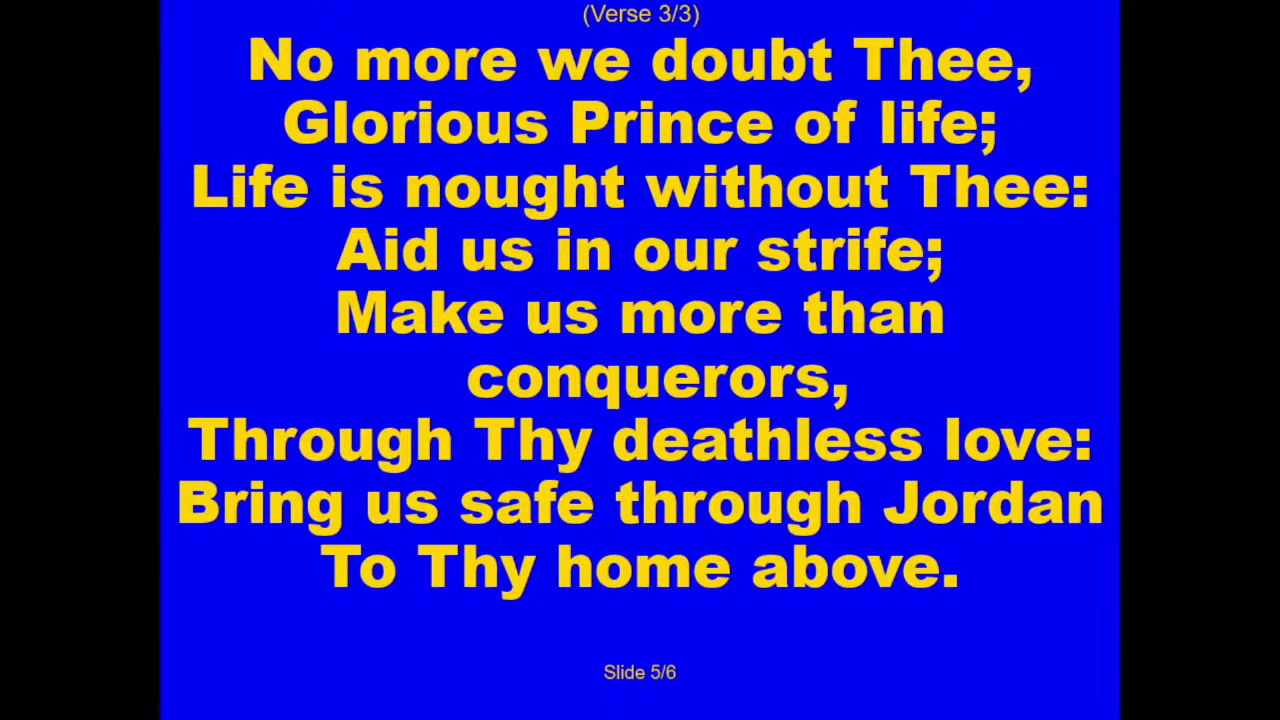 (Verse 3/3)
No more we doubt Thee,
Glorious Prince of life;
Life is nought without Thee:
Aid us in our strife;
Make us more than
conquerors,
Through Thy deathless love:
Bring us safe through Jordan
To Thy home above.
Slide 5/6